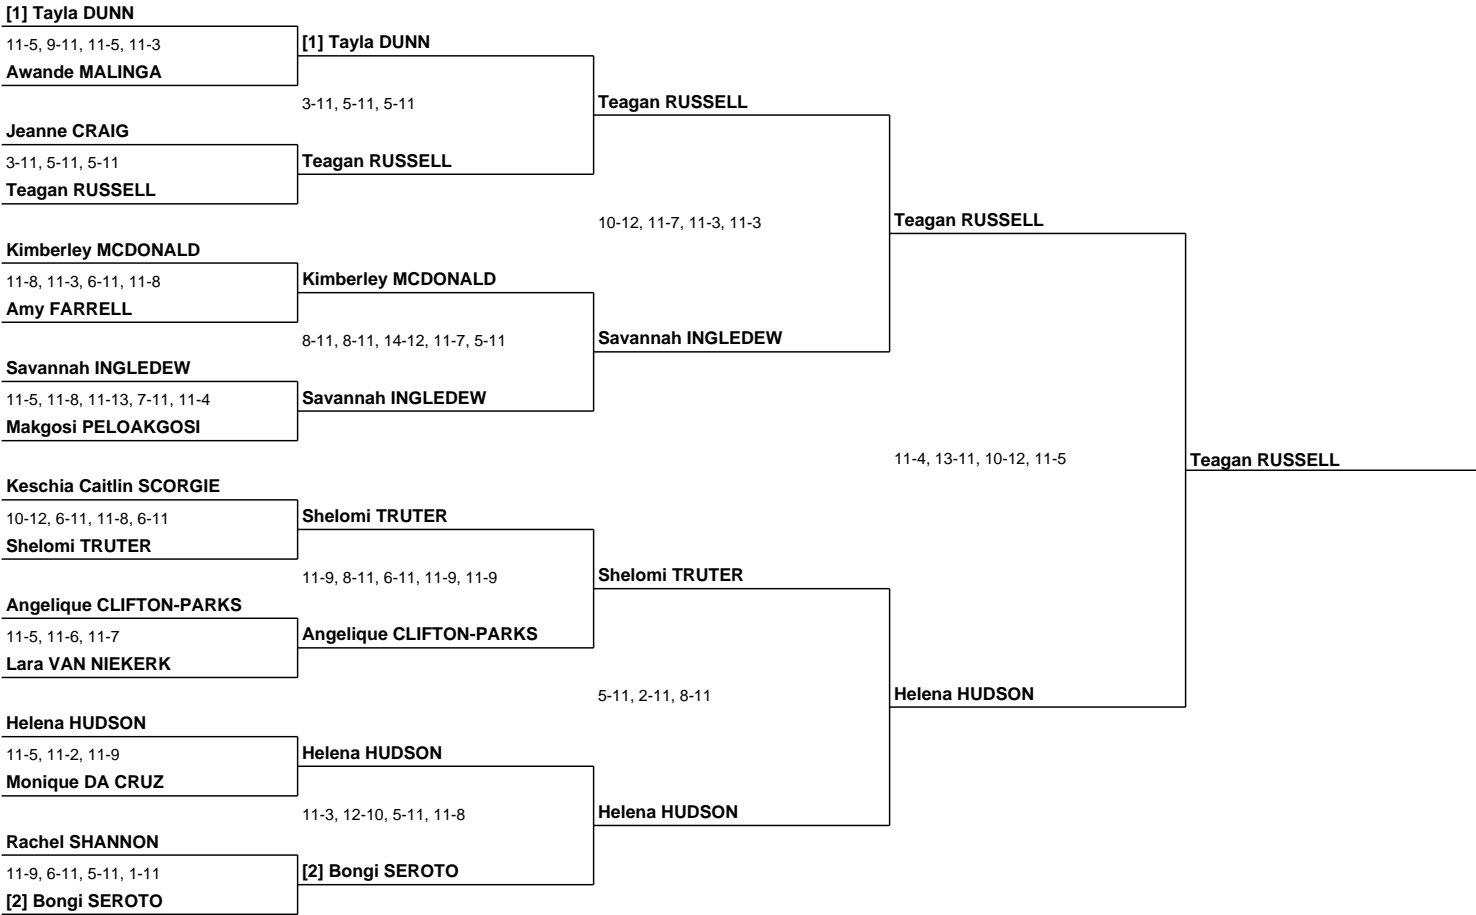 [1] Tayla DUNN
11-5, 9-11, 11-5, 11-3
Awande MALINGA
Jeanne CRAIG
3-11, 5-11, 5-11
Teagan RUSSELL
Kimberley MCDONALD
11-8, 11-3, 6-11, 11-8
Amy FARRELL
Savannah INGLEDEW
11-5, 11-8, 11-13, 7-11, 11-4
Makgosi PELOAKGOSI
Keschia Caitlin SCORGIE
10-12, 6-11, 11-8, 6-11
Shelomi TRUTER
Angelique CLIFTON-PARKS
11-5, 11-6, 11-7
Lara VAN NIEKERK
Helena HUDSON
11-5, 11-2, 11-9
Monique DA CRUZ
Rachel SHANNON
11-9, 6-11, 5-11, 1-11
[2] Bongi SEROTO
[1] Tayla DUNN
3-11, 5-11, 5-11
Teagan RUSSELL
Kimberley MCDONALD
8-11, 8-11, 14-12, 11-7, 5-11
Savannah INGLEDEW
Shelomi TRUTER
11-9, 8-11, 6-11, 11-9, 11-9
Angelique CLIFTON-PARKS
Helena HUDSON
11-3, 12-10, 5-11, 11-8
[2] Bongi SEROTO
Teagan RUSSELL
10-12, 11-7, 11-3, 11-3
Savannah INGLEDEW
Shelomi TRUTER
5-11, 2-11, 8-11
Helena HUDSON
Teagan RUSSELL
11-4, 13-11, 10-12, 11-5
Helena HUDSON
Teagan RUSSELL